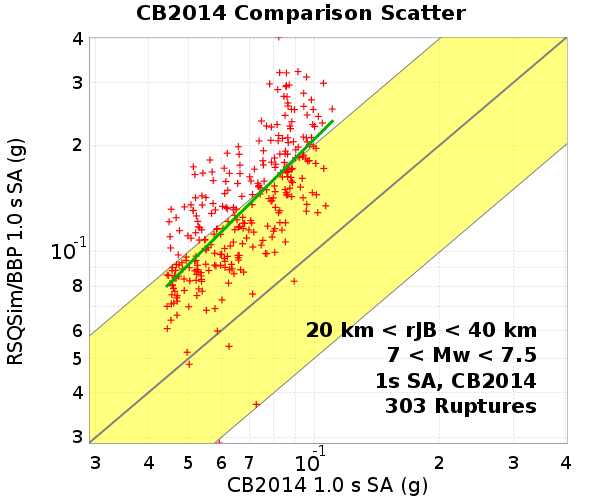 CB2014 Comparison Scatter
RSQSim/BBP 1.0 s SA (g)
4
3
2
10-1
8
6
5
4
3
20 km < rJB < 40 km
7 < Mw < 7.5
1s SA, CB2014
303 Ruptures
3 4 5 6 7 10-1 2 3 4
CB2014 1.0 s SA (g)